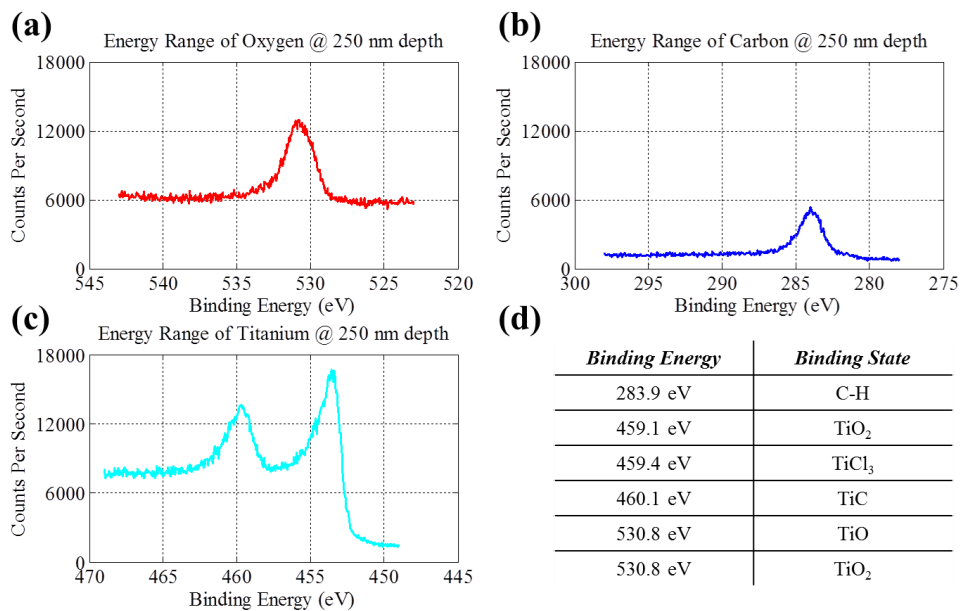 (a)
Energy Range of Oxygen @ 250 nm depth
Counts Per Second
18000
12000
6000
0
545 540 535 530 525 520
Binding Energy (eV)
(b)
Energy Range of Carbon @ 250 nm depth
Counts Per Second
18000
12000
6000
0
300 295 290 285 280 275
Binding Energy (eV)
(c)
Energy Range of Titanium @ 250 nm depth
Counts Per Second
18000
12000
6000
0
470 465 460 455 450 445
Binding Energy (eV)
(d)
Binding Energy Binding State
283.9 eV C-H
459.1 eV TiO₂
459.4 eV TiCl₃
460.1 eV TiC
530.8 eV TiO
530.8 eV TiO₂